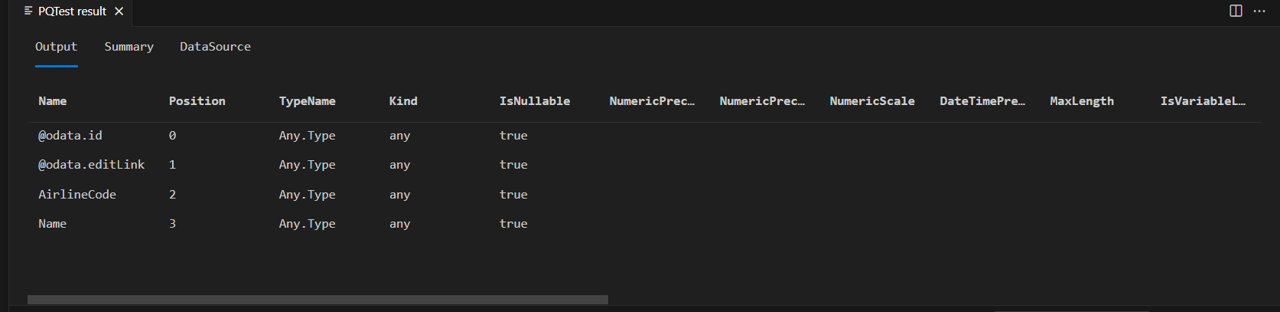 PQTest result
Output Summary DataSource
Name Position TypeName Kind IsNullable NumericPrec… NumericPrec… NumericScale DateTimePre… MaxLength IsVariableL…
@odata.id 0 Any.Type any true
@odata.editLink 1 Any.Type any true
AirlineCode 2 Any.Type any true
Name 3 Any.Type any true